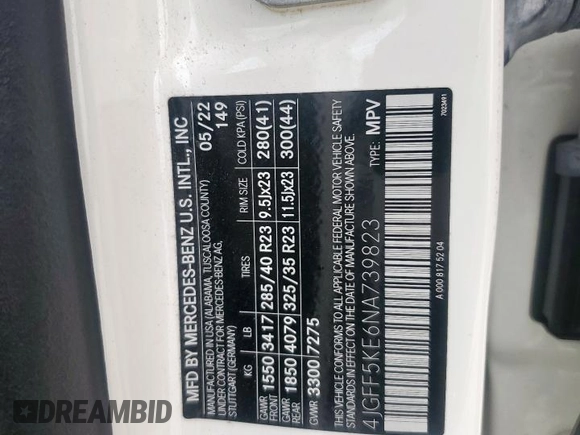 MFD BY MERCEDES-BENZ U.S. INTL., INC
MANUFACTURED IN USA (ALABAMA, TUSCALOOSA COUNTY)
STUTTGART (GERMANY) MERCEDES-BENZ AG,
05/22
149
KG LB TIRES RIM SIZE COLD KPA (PSI)
GAWR FRONT 1550 3417 285/40 R23 9.5Jx23 280(41)
GAWR REAR 1850 4079 325/35 R23 11.5Jx23 300(44)
GVWR 3300 7275
THIS VEHICLE CONFORMS TO ALL APPLICABLE FEDERAL MOTOR VEHICLE SAFETY
STANDARDS IN EFFECT ON THE DATE OF MANUFACTURE SHOWN ABOVE.
4JGFF5KE6NA739823 TYPE: MPV
A 000 817 52 04
7023491
DREAMBID